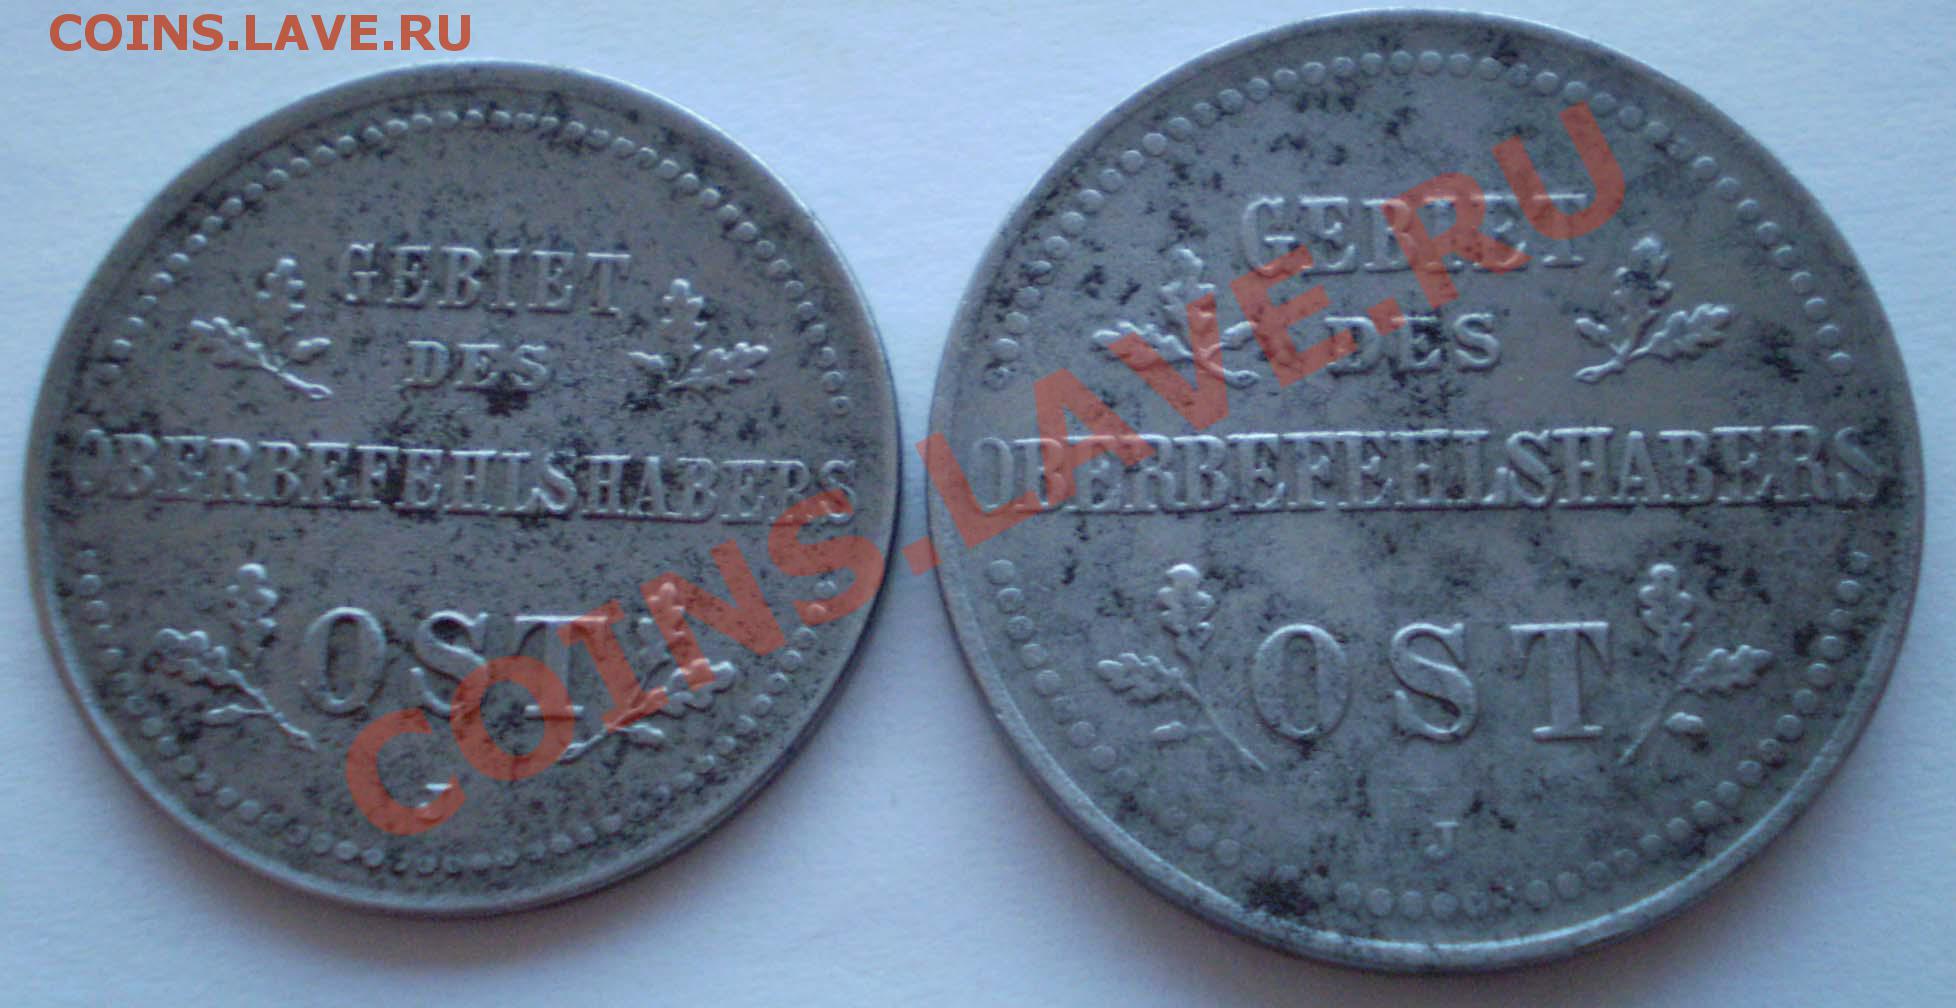 COINS.LAVE.RU
GEBIET
DES
OBERBEFEHLSHABERS
OST
GEBIET
DES
OBERBEFEHLSHABERS
OST
J
COINS.LAVE.RU